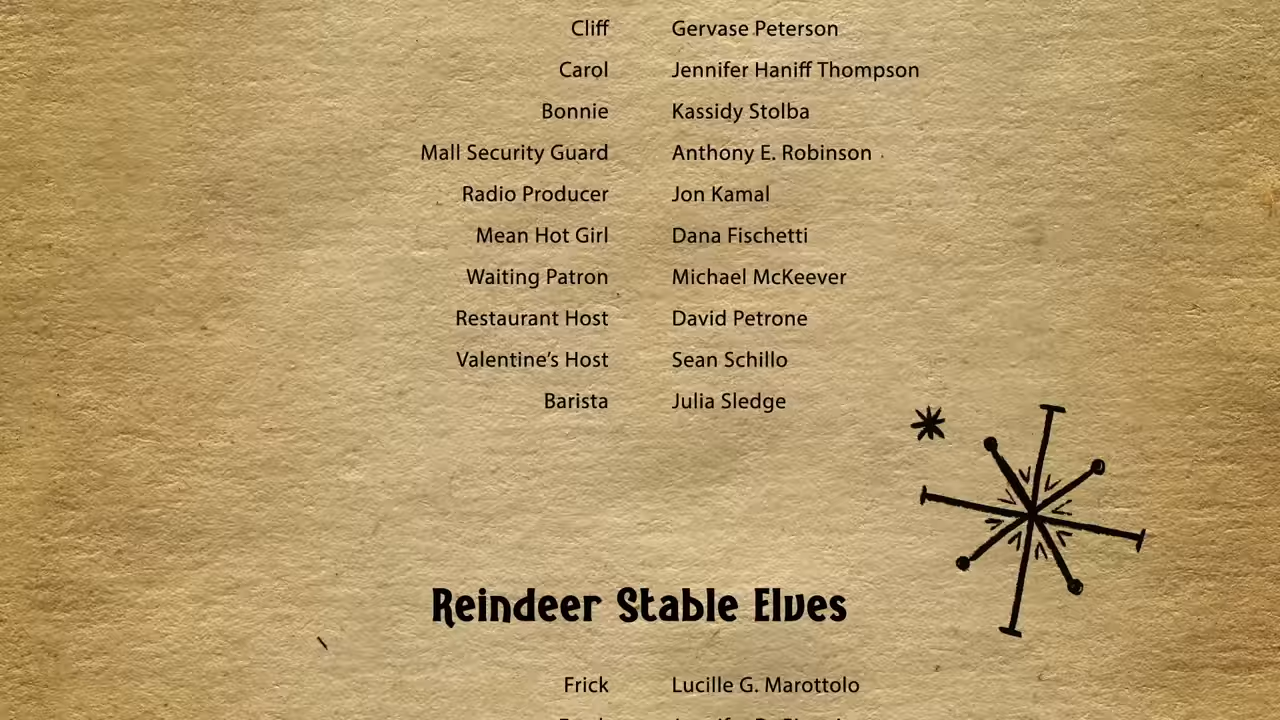 Cliff Gervase Peterson
Carol Jennifer Haniff Thompson
Bonnie Kassidy Stolba
Mall Security Guard Anthony E. Robinson
Radio Producer Jon Kamal
Mean Hot Girl Dana Fischetti
Waiting Patron Michael McKeever
Restaurant Host David Petrone
Valentine’s Host Sean Schillo
Barista Julia Sledge
Reindeer Stable Elves
Frick Lucille G. Marottolo